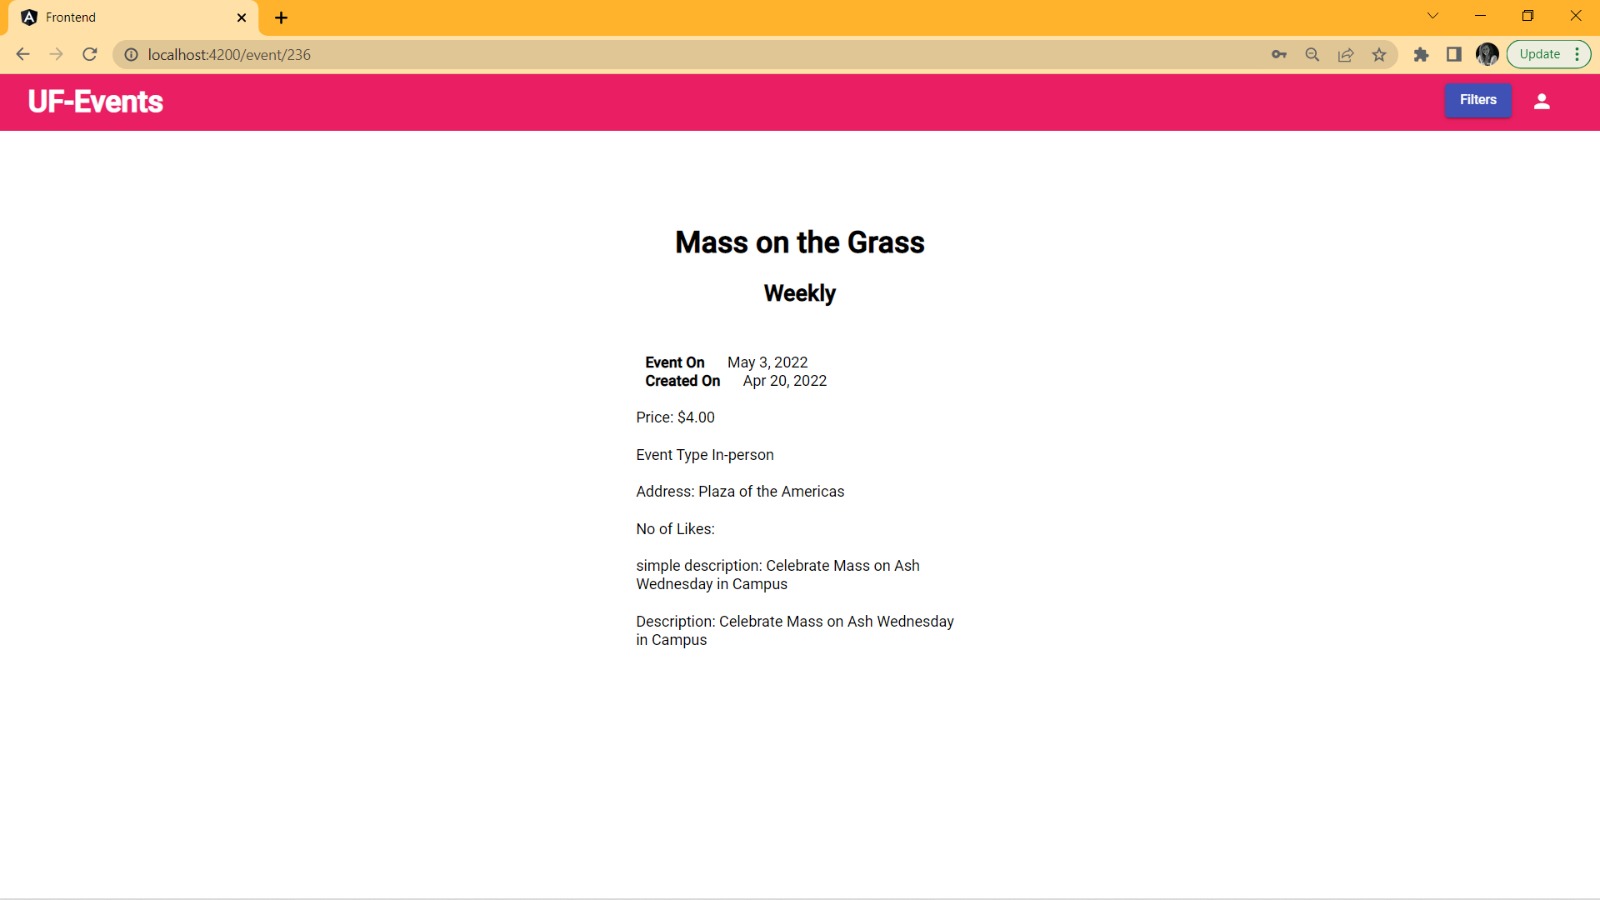 Frontend
localhost:4200/event/236
Update
UF-Events
Filters
Mass on the Grass
Weekly
Event On May 3, 2022
Created On Apr 20, 2022
Price: $4.00
Event Type In-person
Address: Plaza of the Americas
No of Likes:
simple description: Celebrate Mass on Ash
Wednesday in Campus
Description: Celebrate Mass on Ash Wednesday
in Campus